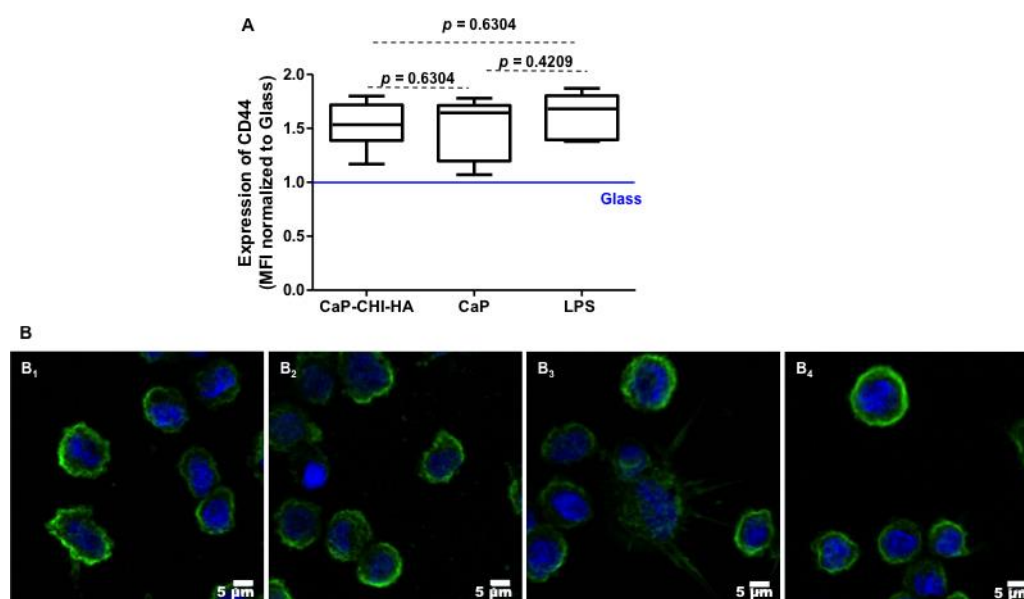 A
p = 0.6304
p = 0.6304
p = 0.4209
Expression of CD44
(MFI normalized to Glass)
2.0
1.5
1.0
0.5
0.0
Glass
CaP-CHI-HA CaP LPS
B
B1 B2 B3 B4
5 µm 5 µm 5 µm 5 µm